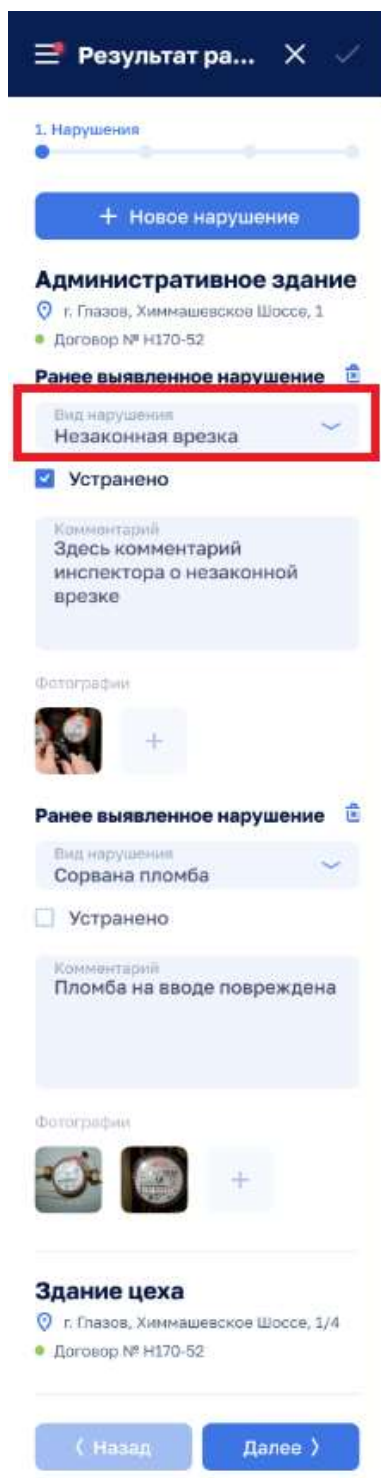 Результат ра...
1. Нарушения
+ Новое нарушение
Административное здание
г. Глазов, Химмашевское Шоссе, 1
Договор № Н170-52
Ранее выявленное нарушение
Вид нарушения
Незаконная врезка
Устранено
Комментарий
Здесь комментарий
инспектора о незаконной
врезке
Фотографии
+
Ранее выявленное нарушение
Вид нарушения
Сорвана пломба
Устранено
Комментарий
Пломба на вводе повреждена
Фотографии
+
Здание цеха
г. Глазов, Химмашевское Шоссе, 1/4
Договор № Н170-52
Назад
Далее